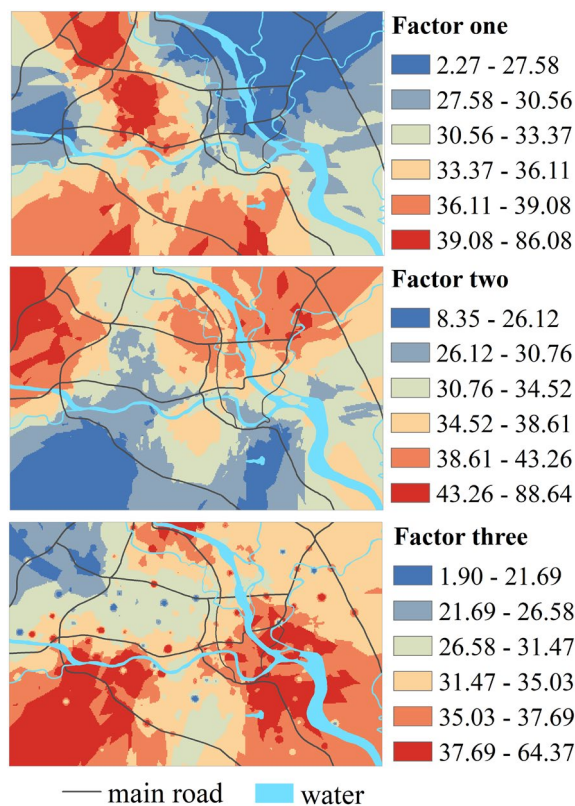 Factor one
2.27 - 27.58
27.58 - 30.56
30.56 - 33.37
33.37 - 36.11
36.11 - 39.08
39.08 - 86.08
Factor two
8.35 - 26.12
26.12 - 30.76
30.76 - 34.52
34.52 - 38.61
38.61 - 43.26
43.26 - 88.64
Factor three
1.90 - 21.69
21.69 - 26.58
26.58 - 31.47
31.47 - 35.03
35.03 - 37.69
37.69 - 64.37
main road water